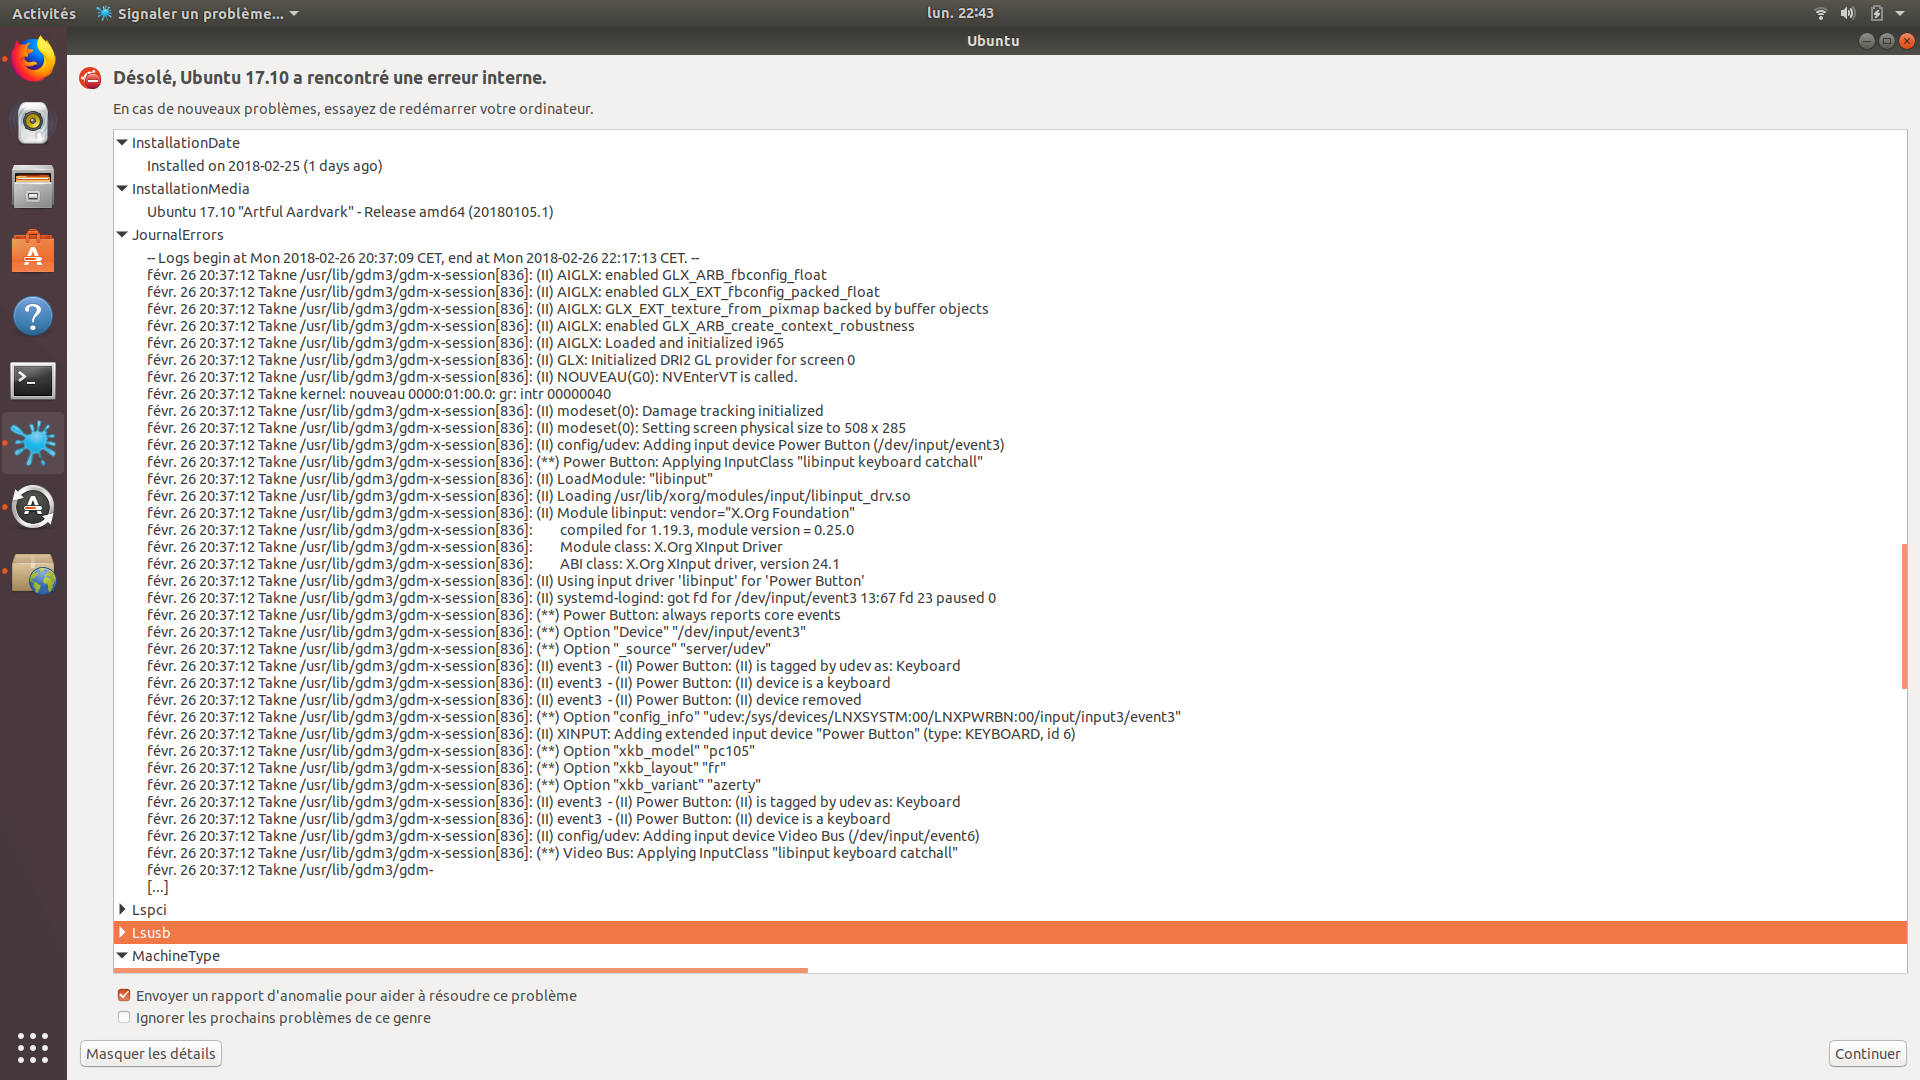 Activités
Signaler un problème...
lun. 22:43
Ubuntu
Désolé, Ubuntu 17.10 a rencontré une erreur interne.
En cas de nouveaux problèmes, essayez de redémarrer votre ordinateur.
InstallationDate
Installed on 2018-02-25 (1 days ago)
InstallationMedia
Ubuntu 17.10 "Artful Aardvark" - Release amd64 (20180105.1)
JournalErrors
-- Logs begin at Mon 2018-02-26 20:37:09 CET, end at Mon 2018-02-26 22:17:13 CET. --
févr. 26 20:37:12 Takne /usr/lib/gdm3/gdm-x-session[836]: (II) AIGLX: enabled GLX_ARB_fbconfig_float
févr. 26 20:37:12 Takne /usr/lib/gdm3/gdm-x-session[836]: (II) AIGLX: enabled GLX_EXT_fbconfig_packed_float
févr. 26 20:37:12 Takne /usr/lib/gdm3/gdm-x-session[836]: (II) AIGLX: GLX_EXT_texture_from_pixmap backed by buffer objects
févr. 26 20:37:12 Takne /usr/lib/gdm3/gdm-x-session[836]: (II) AIGLX: enabled GLX_ARB_create_context_robustness
févr. 26 20:37:12 Takne /usr/lib/gdm3/gdm-x-session[836]: (II) AIGLX: Loaded and initialized i965
févr. 26 20:37:12 Takne /usr/lib/gdm3/gdm-x-session[836]: (II) GLX: Initialized DRI2 GL provider for screen 0
févr. 26 20:37:12 Takne /usr/lib/gdm3/gdm-x-session[836]: (II) NOUVEAU(G0): NVEnterVT is called.
févr. 26 20:37:12 Takne kernel: nouveau 0000:01:00.0: gr: intr 00000040
févr. 26 20:37:12 Takne /usr/lib/gdm3/gdm-x-session[836]: (II) modeset(0): Damage tracking initialized
févr. 26 20:37:12 Takne /usr/lib/gdm3/gdm-x-session[836]: (II) modeset(0): Setting screen physical size to 508 x 285
févr. 26 20:37:12 Takne /usr/lib/gdm3/gdm-x-session[836]: (II) config/udev: Adding input device Power Button (/dev/input/event3)
févr. 26 20:37:12 Takne /usr/lib/gdm3/gdm-x-session[836]: (**) Power Button: Applying InputClass "libinput keyboard catchall"
févr. 26 20:37:12 Takne /usr/lib/gdm3/gdm-x-session[836]: (II) LoadModule: "libinput"
févr. 26 20:37:12 Takne /usr/lib/gdm3/gdm-x-session[836]: (II) Loading /usr/lib/xorg/modules/input/libinput_drv.so
févr. 26 20:37:12 Takne /usr/lib/gdm3/gdm-x-session[836]: (II) Module libinput: vendor="X.Org Foundation"
févr. 26 20:37:12 Takne /usr/lib/gdm3/gdm-x-session[836]: compiled for 1.19.3, module version = 0.25.0
févr. 26 20:37:12 Takne /usr/lib/gdm3/gdm-x-session[836]: Module class: X.Org XInput Driver
févr. 26 20:37:12 Takne /usr/lib/gdm3/gdm-x-session[836]: ABI class: X.Org XInput driver, version 24.1
févr. 26 20:37:12 Takne /usr/lib/gdm3/gdm-x-session[836]: (II) Using input driver 'libinput' for 'Power Button'
févr. 26 20:37:12 Takne /usr/lib/gdm3/gdm-x-session[836]: (II) systemd-logind: got fd for /dev/input/event3 13:67 fd 23 paused 0
févr. 26 20:37:12 Takne /usr/lib/gdm3/gdm-x-session[836]: (**) Power Button: always reports core events
févr. 26 20:37:12 Takne /usr/lib/gdm3/gdm-x-session[836]: (**) Option "Device" "/dev/input/event3"
févr. 26 20:37:12 Takne /usr/lib/gdm3/gdm-x-session[836]: (**) Option "_source" "server/udev"
févr. 26 20:37:12 Takne /usr/lib/gdm3/gdm-x-session[836]: (II) event3 - (II) Power Button: (II) is tagged by udev as: Keyboard
févr. 26 20:37:12 Takne /usr/lib/gdm3/gdm-x-session[836]: (II) event3 - (II) Power Button: (II) device is a keyboard
févr. 26 20:37:12 Takne /usr/lib/gdm3/gdm-x-session[836]: (II) event3 - (II) Power Button: (II) device removed
févr. 26 20:37:12 Takne /usr/lib/gdm3/gdm-x-session[836]: (**) Option "config_info" "udev:/sys/devices/LNXSYSTM:00/LNXPWRBN:00/input/input3/event3"
févr. 26 20:37:12 Takne /usr/lib/gdm3/gdm-x-session[836]: (II) XINPUT: Adding extended input device "Power Button" (type: KEYBOARD, id 6)
févr. 26 20:37:12 Takne /usr/lib/gdm3/gdm-x-session[836]: (**) Option "xkb_model" "pc105"
févr. 26 20:37:12 Takne /usr/lib/gdm3/gdm-x-session[836]: (**) Option "xkb_layout" "fr"
févr. 26 20:37:12 Takne /usr/lib/gdm3/gdm-x-session[836]: (**) Option "xkb_variant" "azerty"
févr. 26 20:37:12 Takne /usr/lib/gdm3/gdm-x-session[836]: (II) event3 - (II) Power Button: (II) is tagged by udev as: Keyboard
févr. 26 20:37:12 Takne /usr/lib/gdm3/gdm-x-session[836]: (II) event3 - (II) Power Button: (II) device is a keyboard
févr. 26 20:37:12 Takne /usr/lib/gdm3/gdm-x-session[836]: (II) config/udev: Adding input device Video Bus (/dev/input/event6)
févr. 26 20:37:12 Takne /usr/lib/gdm3/gdm-x-session[836]: (**) Video Bus: Applying InputClass "libinput keyboard catchall"
févr. 26 20:37:12 Takne /usr/lib/gdm3/gdm-
[...]
Lspci
Lsusb
MachineType
Envoyer un rapport d'anomalie pour aider à résoudre ce problème
Ignorer les prochains problèmes de ce genre
Masquer les détails
Continuer